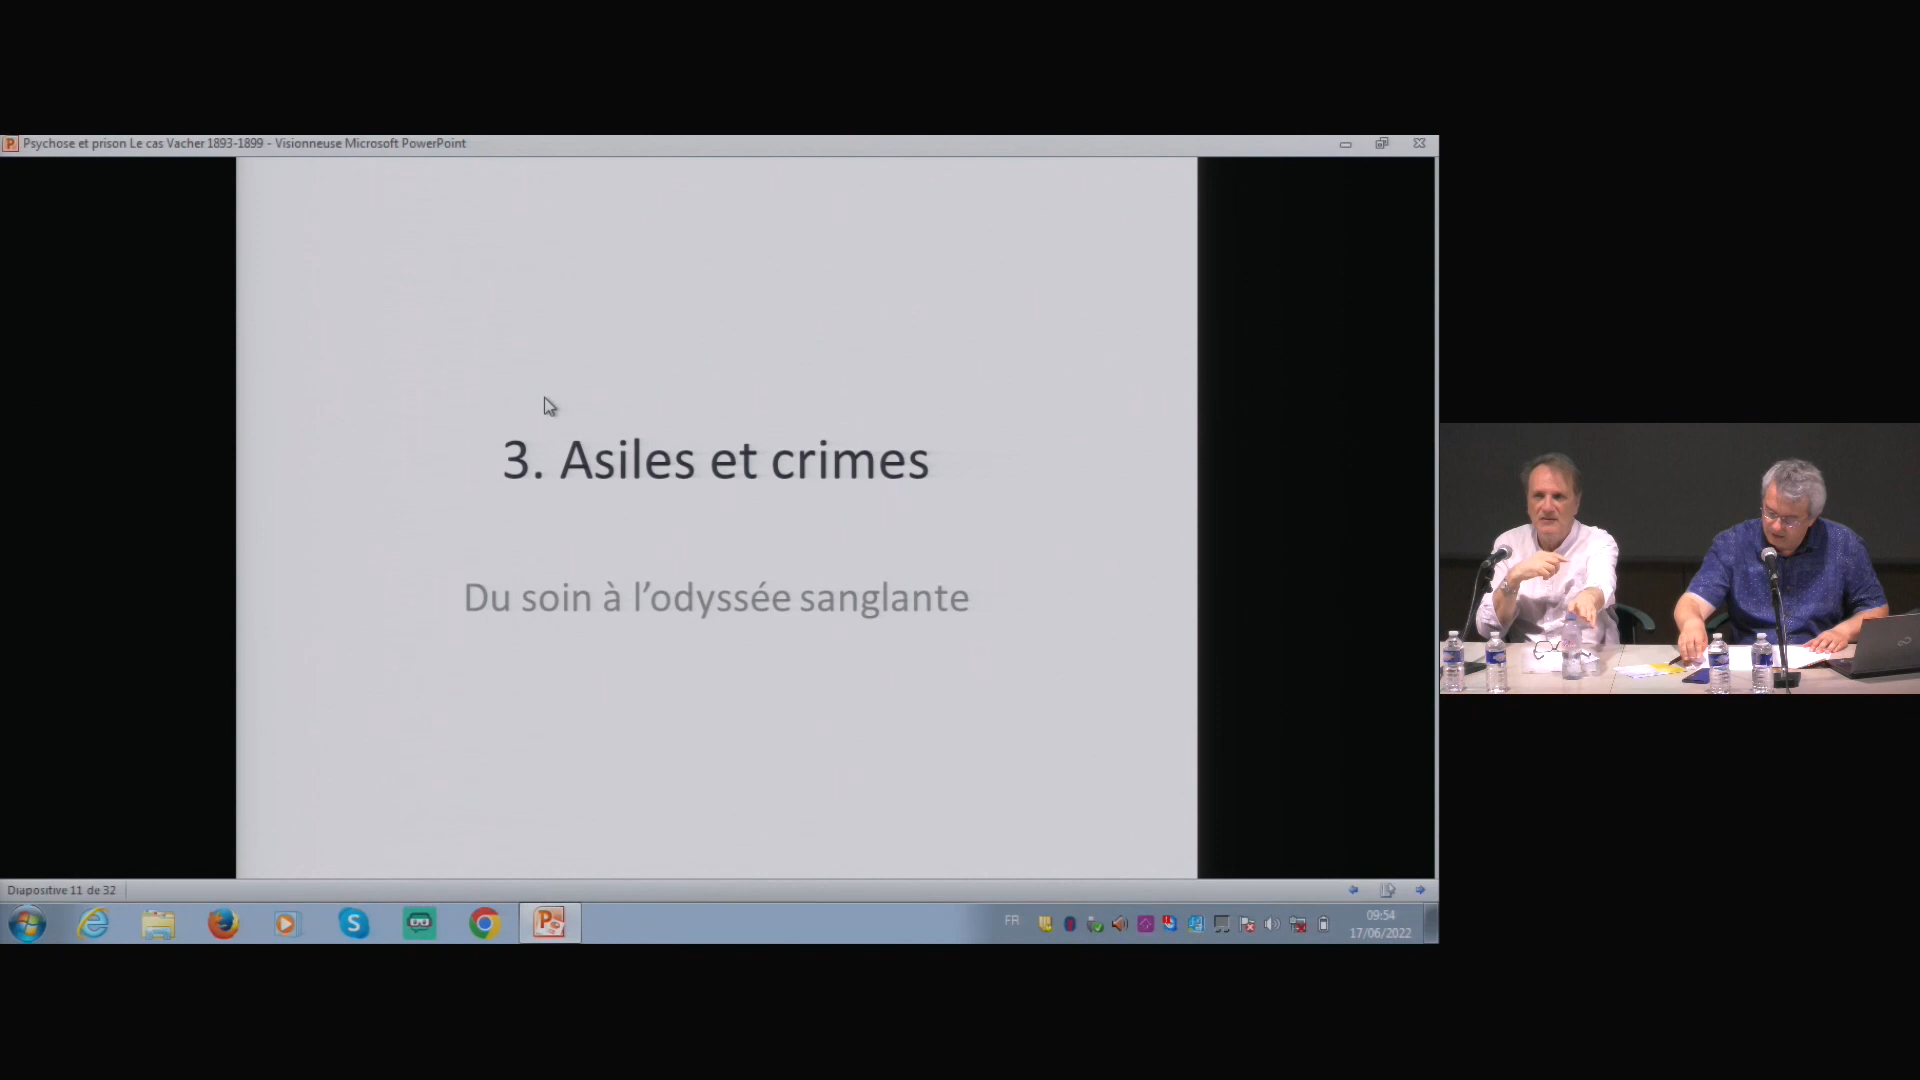 Psychose et prison Le cas Vacher 1893-1899 - Visionneuse Microsoft PowerPoint
3. Asiles et crimes
Du soin à l'odyssée sanglante
Diapositive 11 de 32
FR
09:54
17/06/2022